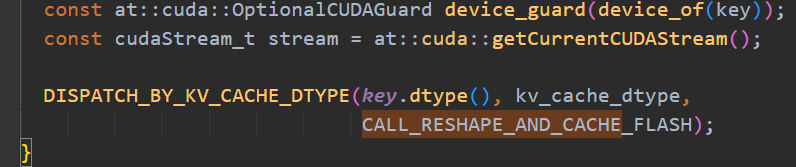 const at::cuda::OptionalCUDAGuard device_guard(device_of(key));
const cudaStream_t stream = at::cuda::getCurrentCUDAStream();
DISPATCH_BY_KV_CACHE_DTYPE(key.dtype(), kv_cache_dtype,
CALL_RESHAPE_AND_CACHE_FLASH);
}